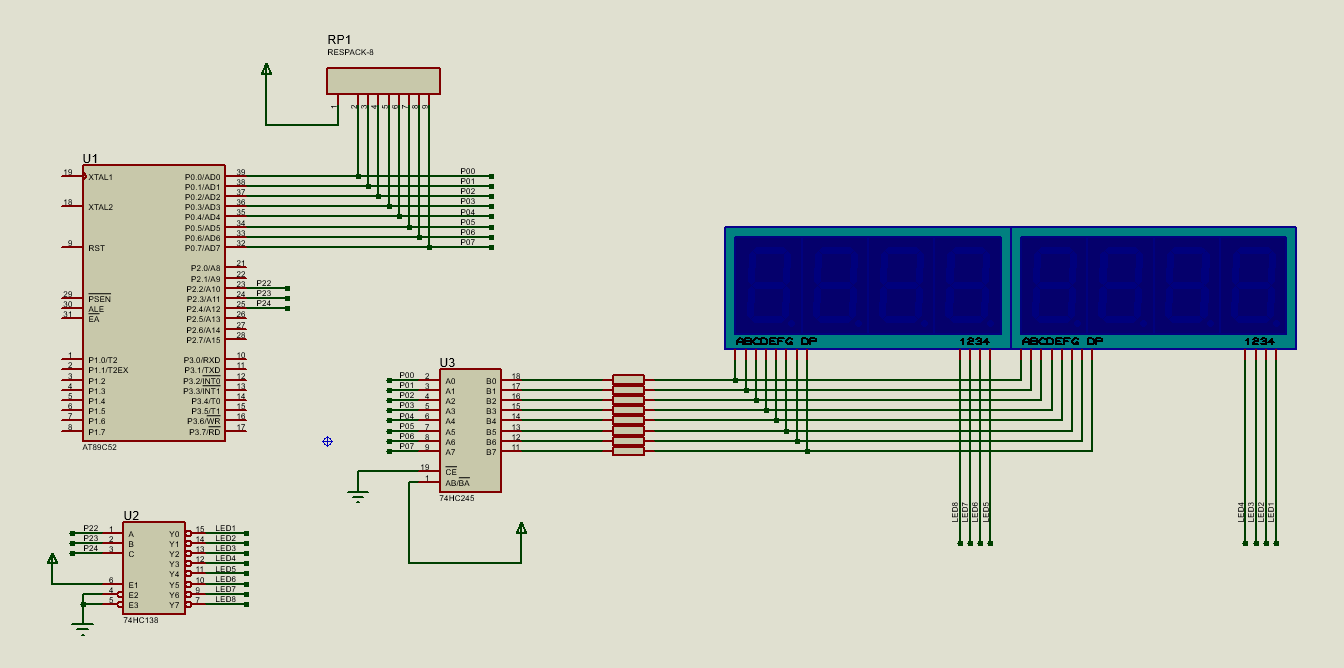 RP1
RESPACK-8
1 2 3 4 5 6 7 8 9
U1
19 XTAL1 P0.0/AD0 39 P00
P0.1/AD1 38 P01
P0.2/AD2 37 P02
18 XTAL2 P0.3/AD3 36 P03
P0.4/AD4 35 P04
P0.5/AD5 34 P05
P0.6/AD6 33 P06
9 RST P0.7/AD7 32 P07
P2.0/A8 21
P2.1/A9 22
P2.2/A10 23 P22
29 PSEN P2.3/A11 24 P23
30 ALE P2.4/A12 25 P24
31 EA P2.5/A13 26
P2.6/A14 27
P2.7/A15 28
1 P1.0/T2 P3.0/RXD 10
2 P1.1/T2EX P3.1/TXD 11
3 P1.2 P3.2/INT0 12
4 P1.3 P3.3/INT1 13
5 P1.4 P3.4/T0 14
6 P1.5 P3.5/T1 15
7 P1.6 P3.6/WR 16
8 P1.7 P3.7/RD 17
AT89C52
ABCDEFG DP 1234
ABCDEFG DP 1234
U3
P00 2 A0 B0 18
P01 3 A1 B1 17
P02 4 A2 B2 16
P03 5 A3 B3 15
P04 6 A4 B4 14
P05 7 A5 B5 13
P06 8 A6 B6 12
P07 9 A7 B7 11
19 CE
1 AB/BA
74HC245
LED8 LED7 LED6 LED5
LED4 LED3 LED2 LED1
U2
P22 1 A Y0 15 LED1
P23 2 B Y1 14 LED2
P24 3 C Y2 13 LED3
Y3 12 LED4
Y4 11 LED5
6 E1 Y5 10 LED6
4 E2 Y6 9 LED7
5 E3 Y7 7 LED8
74HC138